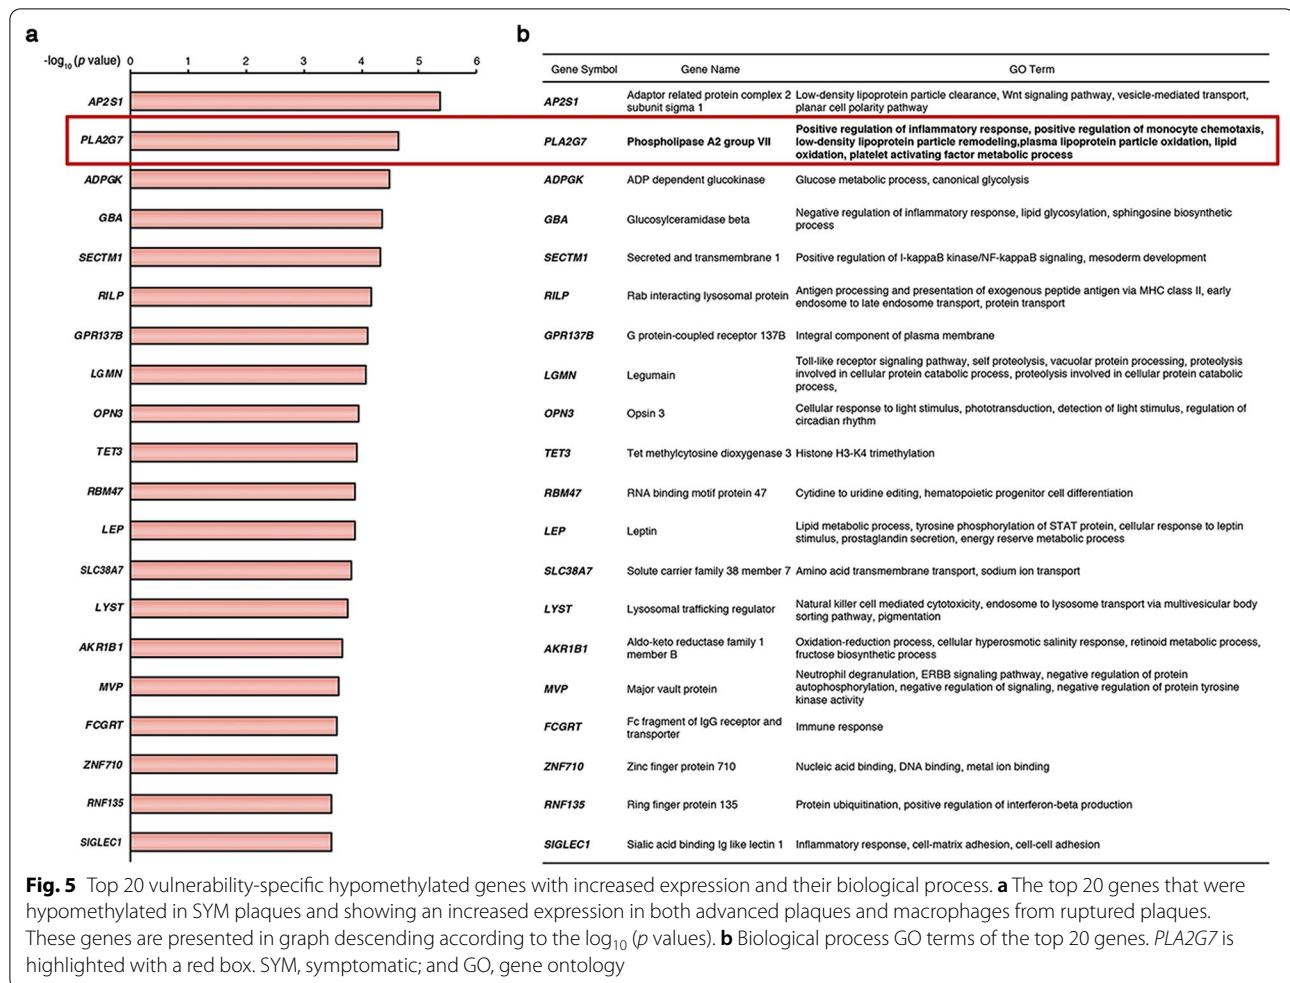 a
b
-log10 (p value) 0 1 2 3 4 5 6
Gene Symbol Gene Name GO Term
AP2S1 AP2S1 Adaptor related protein complex 2 Low-density lipoprotein particle clearance, Wnt signaling pathway, vesicle-mediated transport,
subunit sigma 1 planar cell polarity pathway
PLA2G7 PLA2G7 Phospholipase A2 group VII Positive regulation of inflammatory response, positive regulation of monocyte chemotaxis,
low-density lipoprotein particle remodeling,plasma lipoprotein particle oxidation, lipid
oxidation, platelet activating factor metabolic process
ADPGK ADPGK ADP dependent glucokinase Glucose metabolic process, canonical glycolysis
GBA GBA Glucosylceramidase beta Negative regulation of inflammatory response, lipid glycosylation, sphingosine biosynthetic
process
SECTM1 SECTM1 Secreted and transmembrane 1 Positive regulation of I-kappaB kinase/NF-kappaB signaling, mesoderm development
RILP RILP Rab interacting lysosomal protein Antigen processing and presentation of exogenous peptide antigen via MHC class II, early
endosome to late endosome transport, protein transport
GPR137B GPR137B G protein-coupled receptor 137B Integral component of plasma membrane
LGMN LGMN Legumain Toll-like receptor signaling pathway, self proteolysis, vacuolar protein processing, proteolysis
involved in cellular protein catabolic process, proteolysis involved in cellular protein catabolic
process,
OPN3 OPN3 Opsin 3 Cellular response to light stimulus, phototransduction, detection of light stimulus, regulation of
circadian rhythm
TET3 TET3 Tet methylcytosine dioxygenase 3 Histone H3-K4 trimethylation
RBM47 RBM47 RNA binding motif protein 47 Cytidine to uridine editing, hematopoietic progenitor cell differentiation
LEP LEP Leptin Lipid metabolic process, tyrosine phosphorylation of STAT protein, cellular response to leptin
stimulus, prostaglandin secretion, energy reserve metabolic process
SLC38A7 SLC38A7 Solute carrier family 38 member 7 Amino acid transmembrane transport, sodium ion transport
LYST LYST Lysosomal trafficking regulator Natural killer cell mediated cytotoxicity, endosome to lysosome transport via multivesicular body
sorting pathway, pigmentation
AKR1B1 AKR1B1 Aldo-keto reductase family 1 Oxidation-reduction process, cellular hyperosmotic salinity response, retinoid metabolic process,
member B fructose biosynthetic process
MVP MVP Major vault protein Neutrophil degranulation, ERBB signaling pathway, negative regulation of protein
autophosphorylation, negative regulation of signaling, negative regulation of protein tyrosine
kinase activity
FCGRT FCGRT Fc fragment of IgG receptor and Immune response
transporter
ZNF710 ZNF710 Zinc finger protein 710 Nucleic acid binding, DNA binding, metal ion binding
RNF135 RNF135 Ring finger protein 135 Protein ubiquitination, positive regulation of interferon-beta production
SIGLEC1 SIGLEC1 Sialic acid binding Ig like lectin 1 Inflammatory response, cell-matrix adhesion, cell-cell adhesion
Fig. 5 Top 20 vulnerability-specific hypomethylated genes with increased expression and their biological process. a The top 20 genes that were
hypomethylated in SYM plaques and showing an increased expression in both advanced plaques and macrophages from ruptured plaques.
These genes are presented in graph descending according to the log10 (p values). b Biological process GO terms of the top 20 genes. PLA2G7 is
highlighted with a red box. SYM, symptomatic; and GO, gene ontology